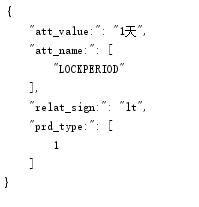 {
    "att_value:": "1天",
    "att_name:": [
        "LOCKPERIOD"
    ],
    "relat_sign:": "lt",
    "prd_type:": [
        1
    ]
}